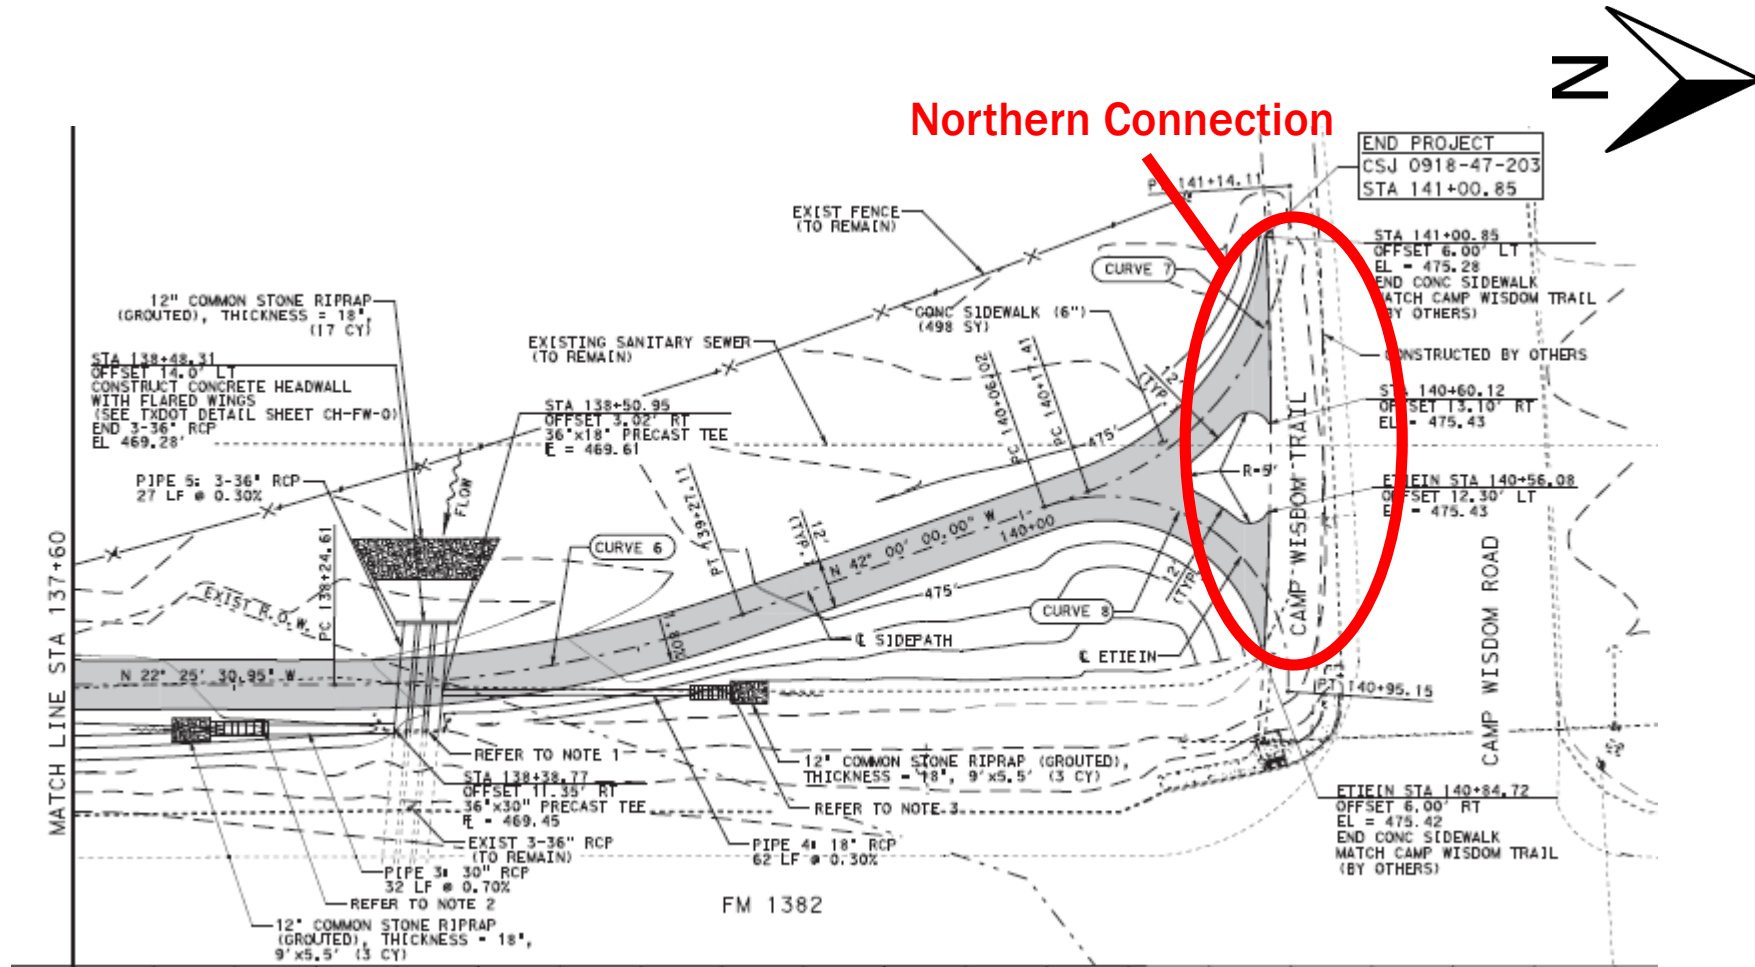 N
Northern Connection
END PROJECT
CSJ 0918-47-203
STA 141+00.85
PT 141+14.11
EXIST FENCE
(TO REMAIN)
STA 141+00.85
OFFSET 6.00' LT
EL = 475.28
END CONC SIDEWALK
MATCH CAMP WISDOM TRAIL
(BY OTHERS)
CURVE 7
12" COMMON STONE RIPRAP
(GROUTED), THICKNESS = 18",
(17 CY)
CONC SIDEWALK (6")
(498 SY)
EXISTING SANITARY SEWER
(TO REMAIN)
CONSTRUCTED BY OTHERS
STA 138+48.31
OFFSET 14.0' LT
CONSTRUCT CONCRETE HEADWALL
WITH FLARED WINGS
(SEE TXDOT DETAIL SHEET CH-FW-0)
END 3-36" RCP
EL 469.28'
PC 140+06.02
PC 140+17.41
12'
(TYP.)
STA 140+60.12
OFFSET 13.10' RT
EL = 475.43
STA 138+50.95
OFFSET 3.02' RT
36"x18" PRECAST TEE
FL = 469.61
475'
R=5'
PIPE 5: 3-36" RCP
27 LF @ 0.30%
FLOW
PT 139+27.11
ETIEIN STA 140+56.08
OFFSET 12.30' LT
EL = 475.43
MATCH LINE STA 137+60
PC 138+24.61
CURVE 6
12'
(TYP.)
N 42° 00' 00.00" W
140+00
CAMP WISDOM TRAIL
CAMP WISDOM ROAD
EXIST R.O.W.
475'
CURVE 8
12'
(TYP.)
℄ SIDEPATH
℄ ETIEIN
N 22° 25' 30.95" W
PT 140+95.15
REFER TO NOTE 1
STA 138+38.77
OFFSET 11.35' RT
36"x30" PRECAST TEE
FL = 469.45
12" COMMON STONE RIPRAP (GROUTED),
THICKNESS = 18", 9'x5.5' (3 CY)
REFER TO NOTE 3
ETIEIN STA 140+84.72
OFFSET 6.00' RT
EL = 475.42
END CONC SIDEWALK
MATCH CAMP WISDOM TRAIL
(BY OTHERS)
EXIST 3-36" RCP
(TO REMAIN)
PIPE 4: 18" RCP
62 LF @ 0.30%
PIPE 3: 30" RCP
32 LF @ 0.70%
REFER TO NOTE 2
FM 1382
12" COMMON STONE RIPRAP
(GROUTED), THICKNESS = 18",
9'x5.5' (3 CY)